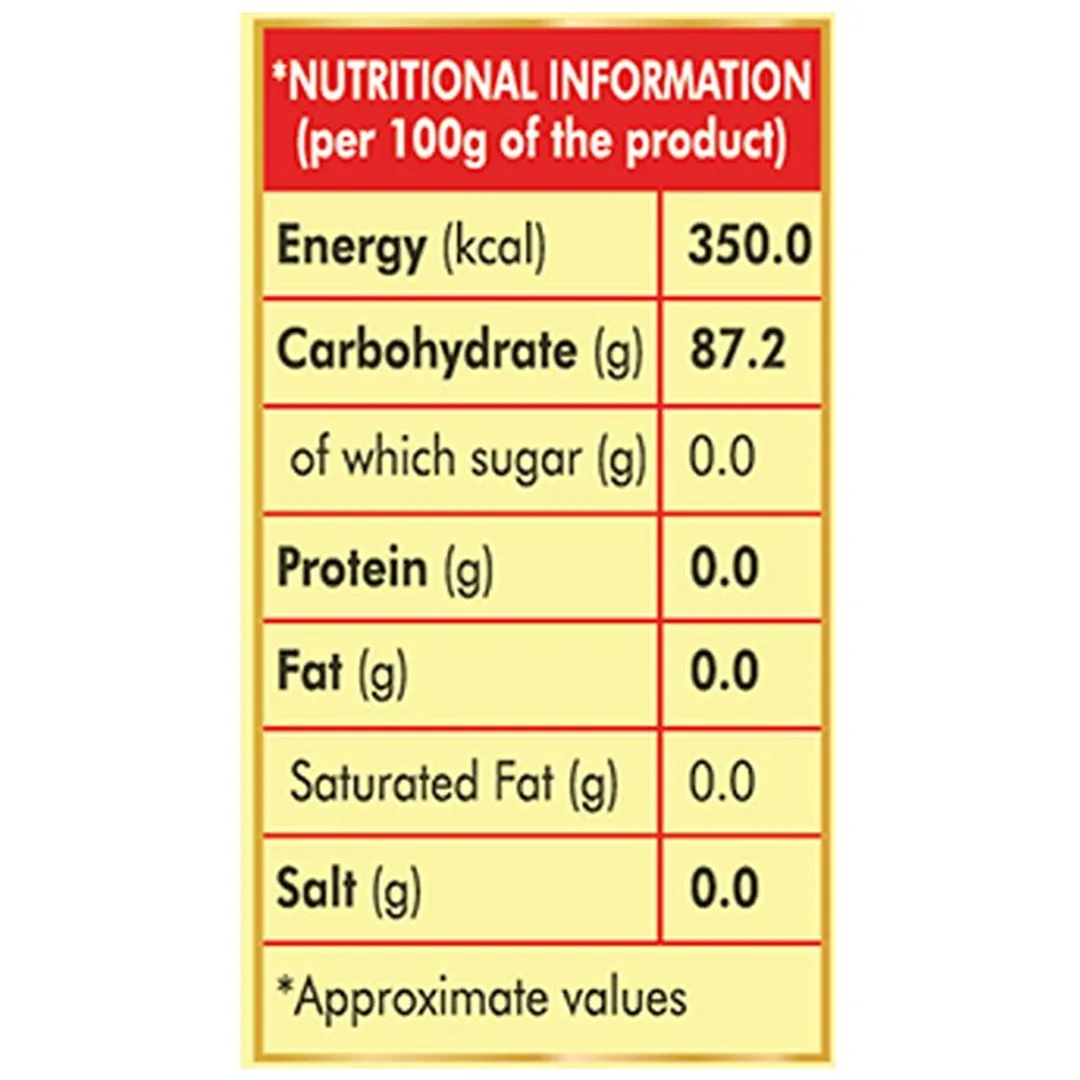 *NUTRITIONAL INFORMATION
(per 100g of the product)
Energy (kcal) 350.0
Carbohydrate (g) 87.2
of which sugar (g) 0.0
Protein (g) 0.0
Fat (g) 0.0
Saturated Fat (g) 0.0
Salt (g) 0.0
*Approximate values